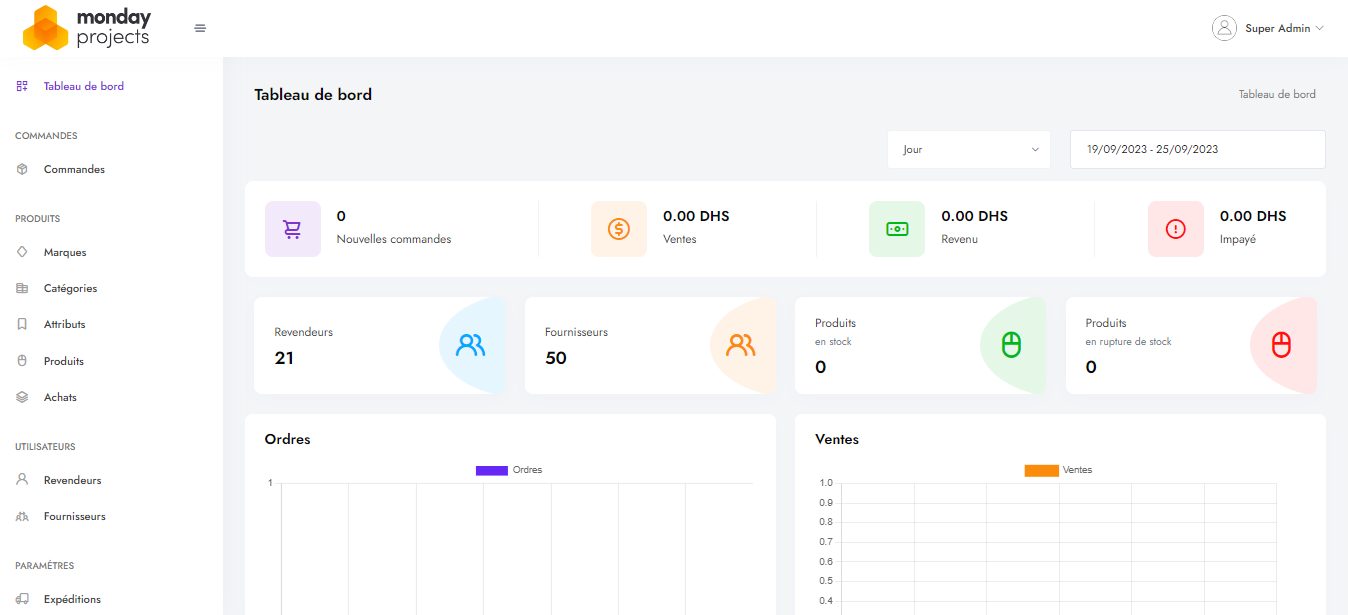 monday
projects
Super Admin
Tableau de bord
COMMANDES
Commandes
PRODUITS
Marques
Catégories
Attributs
Produits
Achats
UTILISATEURS
Revendeurs
Fournisseurs
PARAMÉTRES
Expéditions
Tableau de bord
Tableau de bord
Jour
19/09/2023 - 25/09/2023
0
Nouvelles commandes
0.00 DHS
Ventes
0.00 DHS
Revenu
0.00 DHS
Impayé
Revendeurs
21
Fournisseurs
50
Produits
en stock
0
Produits
en rupture de stock
0
Ordres
Ordres
1
Ventes
Ventes
1.0
0.9
0.8
0.7
0.6
0.5
0.4